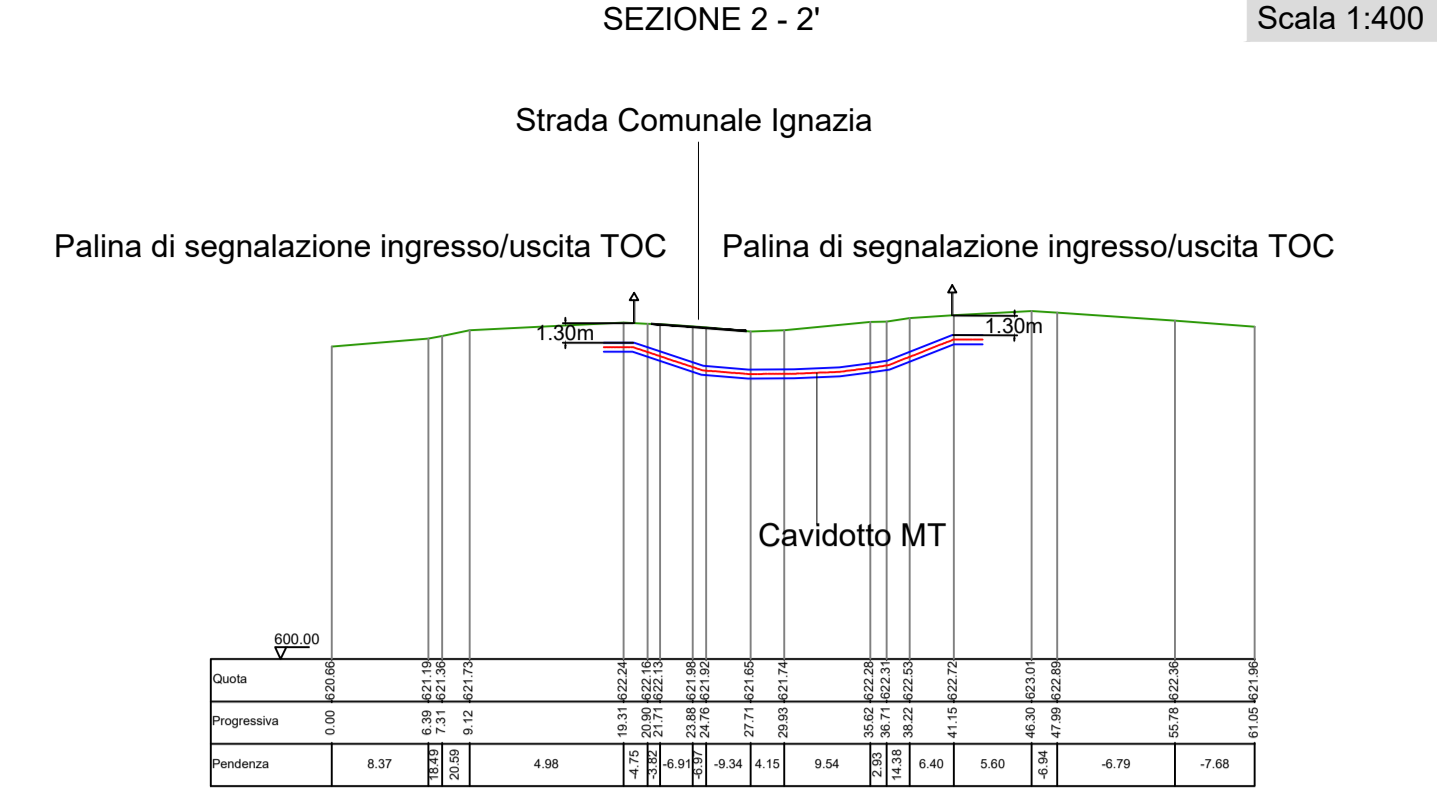 SEZIONE 2 - 2'
Scala 1:400
Strada Comunale Ignazia
Palina di segnalazione ingresso/uscita TOC
Palina di segnalazione ingresso/uscita TOC
1.30m
1.30m
Cavidotto MT
600.00
Quota 620.66 621.19 621.36 621.73 622.24 622.16 622.13 621.98 621.92 621.65 621.74 622.28 622.31 622.53 622.72 623.01 622.89 622.36 621.96
Progressiva 0.00 6.39 7.31 9.12 19.31 20.90 21.71 23.88 24.76 27.71 29.93 35.62 36.71 38.22 41.15 46.30 47.99 55.78 61.05
Pendenza 8.37 18.49 20.59 4.98 -4.75 -3.82 -6.91 -6.97 -9.34 4.15 9.54 2.93 14.38 6.40 5.60 -6.94 -6.79 -7.68